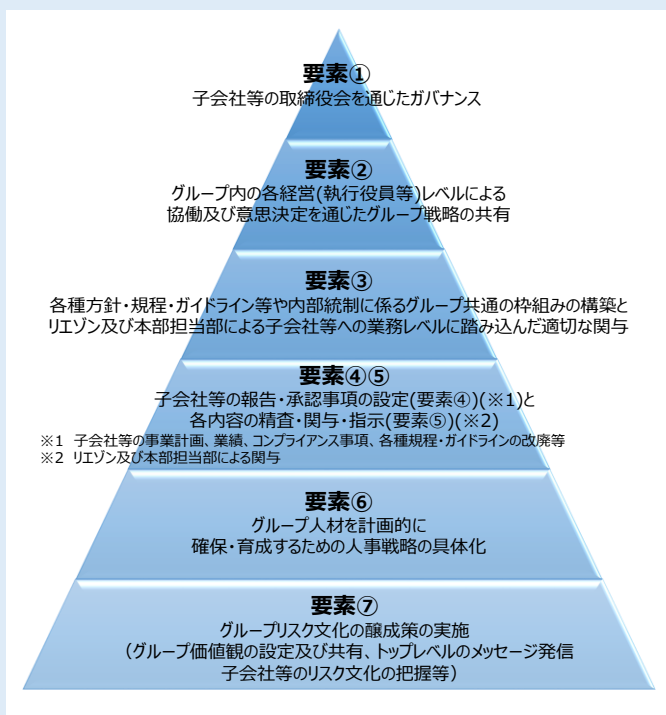 要素①
子会社等の取締役会を通じたガバナンス
要素②
グループ内の各経営(執行役員等)レベルによる
協働及び意思決定を通じたグループ戦略の共有
要素③
各種方針・規程・ガイドライン等や内部統制に係るグループ共通の枠組みの構築と
リエゾン及び本部担当部による子会社等への業務レベルに踏み込んだ適切な関与
要素④⑤
子会社等の報告・承認事項の設定(要素④)(※1)と
各内容の精査・関与・指示(要素⑤)(※2)
※1 子会社等の事業計画、業績、コンプライアンス事項、各種規程・ガイドラインの改廃等
※2 リエゾン及び本部担当部による関与
要素⑥
グループ人材を計画的に
確保・育成するための人事戦略の具体化
要素⑦
グループリスク文化の醸成策の実施
（グループ価値観の設定及び共有、トップレベルのメッセージ発信
子会社等のリスク文化の把握等）